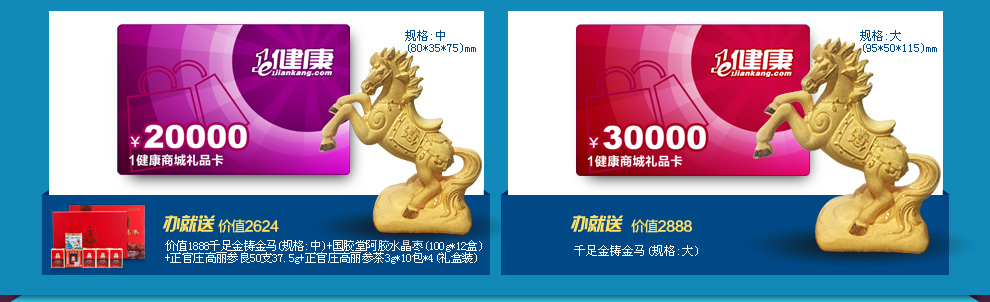 规格:中
(80*35*75)mm
1e健康
1jiankang.com
¥20000
1健康商城礼品卡
办就送 价值2624
价值1888千足金铸金马(规格:中)+国胶堂阿胶水晶枣(100g*12盒)
+正官庄高丽参良50支37.5g+正官庄高丽参茶3g*10包*4(礼盒装)
规格:大
(95*50*115)mm
1e健康
1jiankang.com
¥30000
1健康商城礼品卡
办就送 价值2888
千足金铸金马(规格:大)